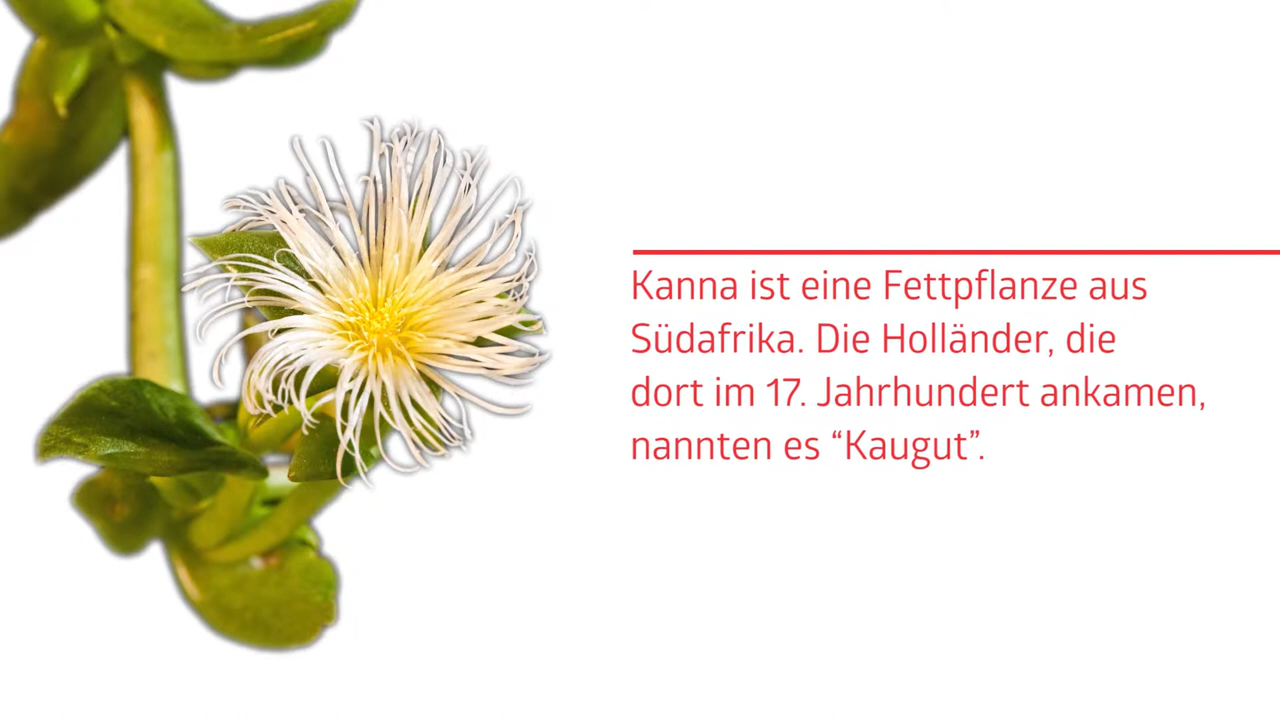 Kanna ist eine Fettpflanze aus
Südafrika. Die Holländer, die
dort im 17. Jahrhundert ankamen,
nannten es “Kaugut”.